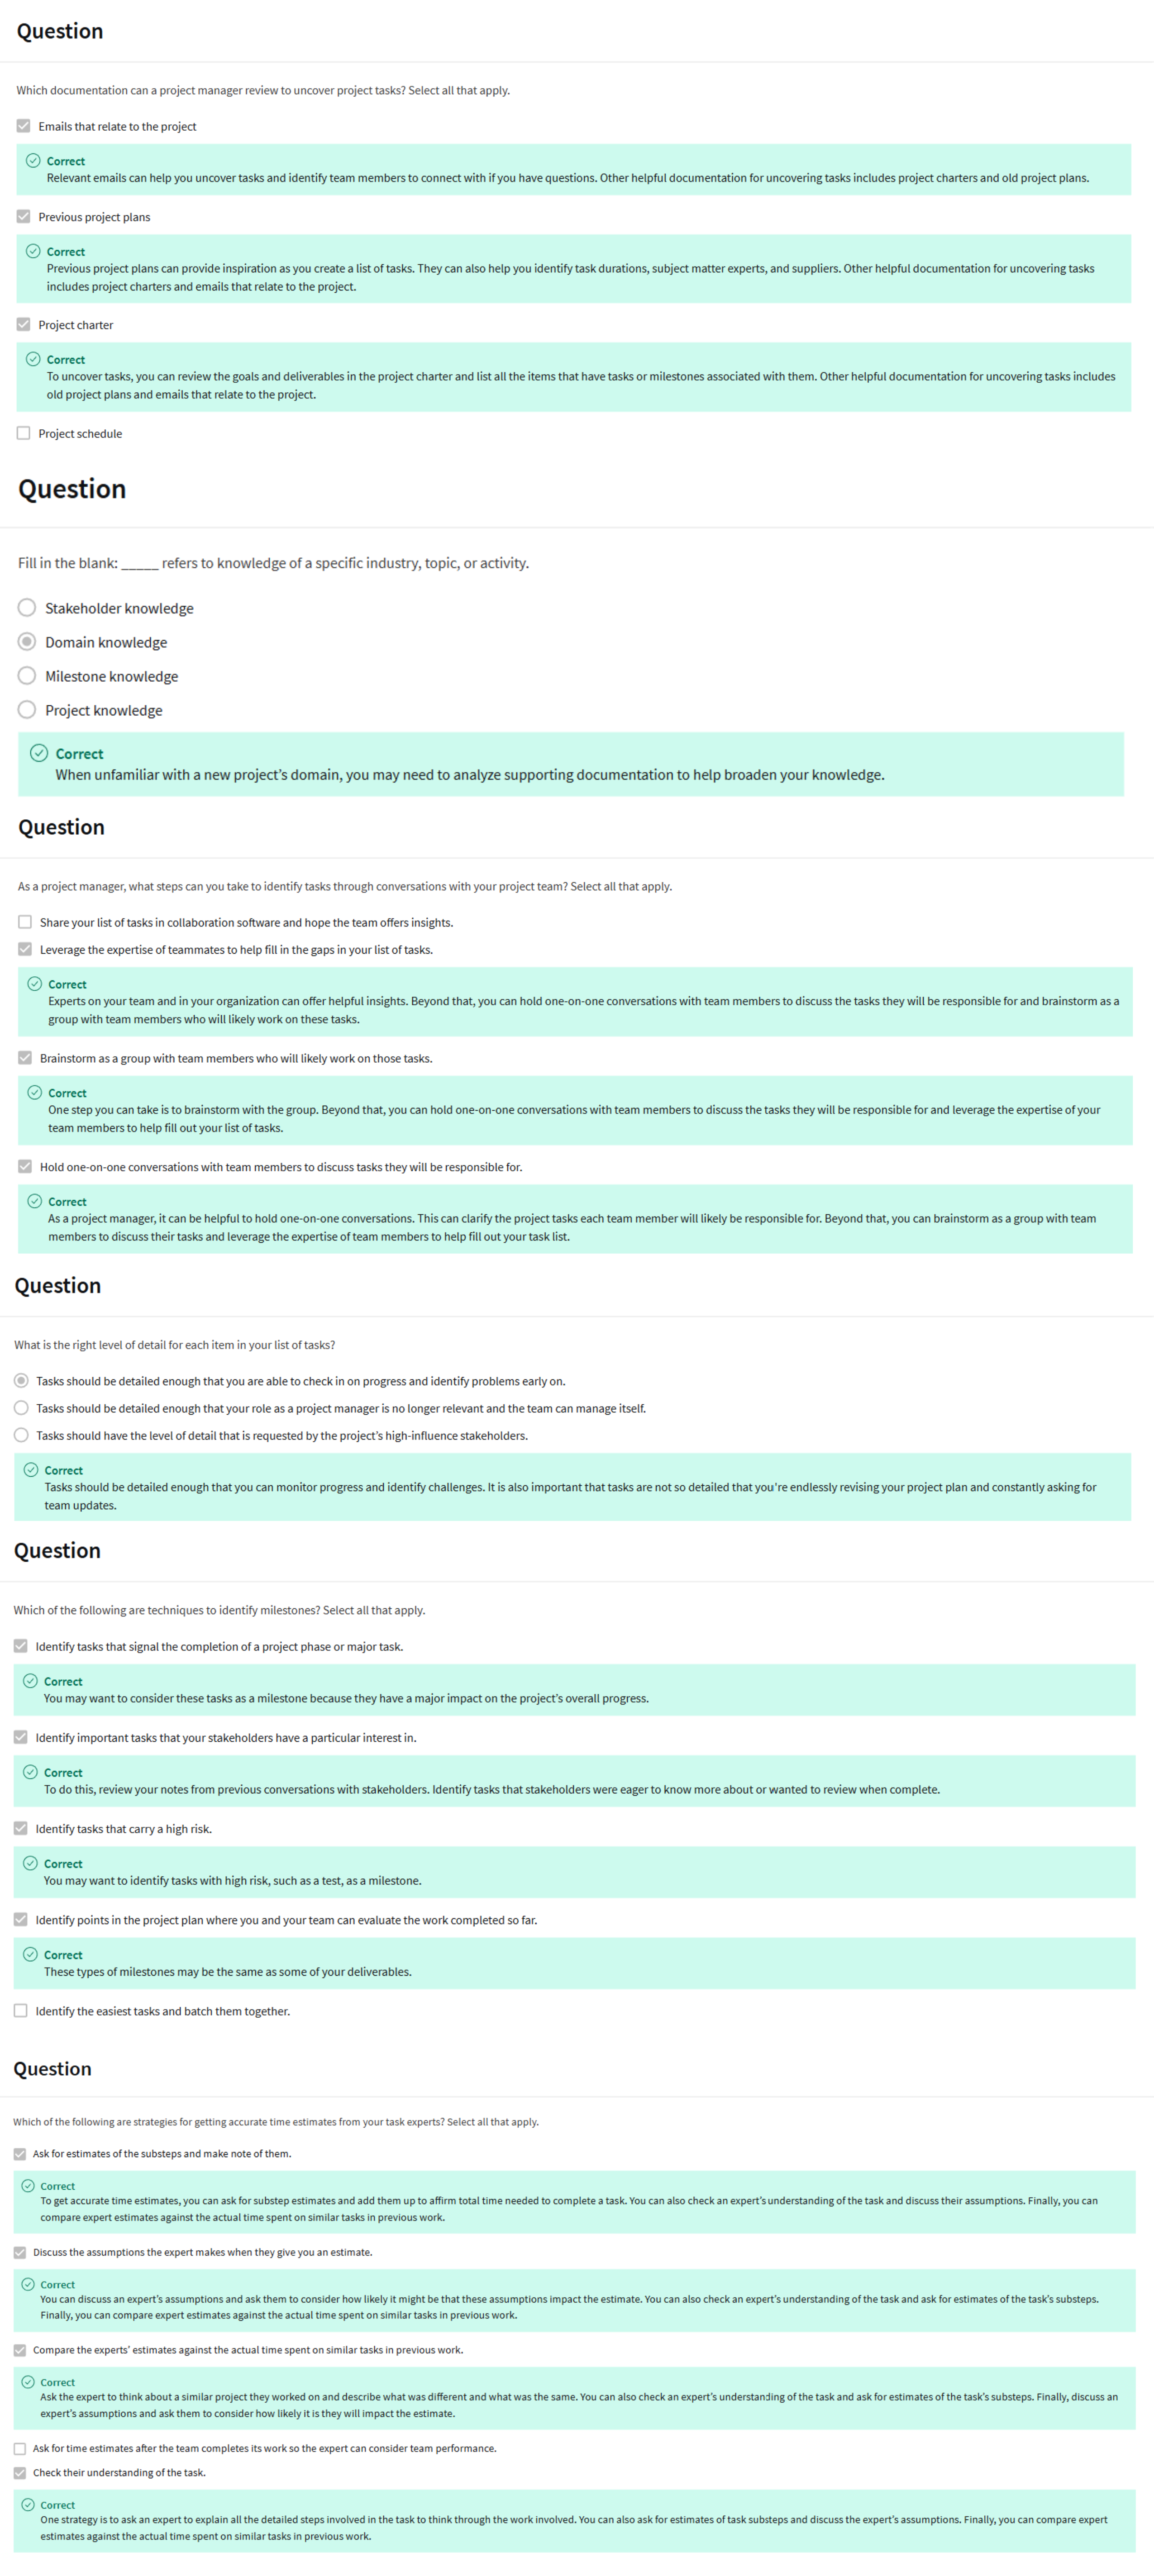 Question
Which documentation can a project manager review to uncover project tasks? Select all that apply.
Emails that relate to the project
Correct
Relevant emails can help you uncover tasks and identify team members to connect with if you have questions. Other helpful documentation for uncovering tasks includes project charters and old project plans.
Previous project plans
Correct
Previous project plans can provide inspiration as you create a list of tasks. They can also help you identify task durations, subject matter experts, and suppliers. Other helpful documentation for uncovering tasks
includes project charters and emails that relate to the project.
Project charter
Correct
To uncover tasks, you can review the goals and deliverables in the project charter and list all the items that have tasks or milestones associated with them. Other helpful documentation for uncovering tasks includes
old project plans and emails that relate to the project.
Project schedule
Question
Fill in the blank: _____ refers to knowledge of a specific industry, topic, or activity.
Stakeholder knowledge
Domain knowledge
Milestone knowledge
Project knowledge
Correct
When unfamiliar with a new project's domain, you may need to analyze supporting documentation to help broaden your knowledge.
Question
As a project manager, what steps can you take to identify tasks through conversations with your project team? Select all that apply.
Share your list of tasks in collaboration software and hope the team offers insights.
Leverage the expertise of teammates to help fill in the gaps in your list of tasks.
Correct
Experts on your team and in your organization can offer helpful insights. Beyond that, you can hold one-on-one conversations with team members to discuss the tasks they will be responsible for and brainstorm as a
group with team members who will likely work on these tasks.
Brainstorm as a group with team members who will likely work on those tasks.
Correct
One step you can take is to brainstorm with the group. Beyond that, you can hold one-on-one conversations with team members to discuss the tasks they will be responsible for and leverage the expertise of your
team members to help fill out your list of tasks.
Hold one-on-one conversations with team members to discuss tasks they will be responsible for.
Correct
As a project manager, it can be helpful to hold one-on-one conversations. This can clarify the project tasks each team member will likely be responsible for. Beyond that, you can brainstorm as a group with team
members to discuss their tasks and leverage the expertise of team members to help fill out your task list.
Question
What is the right level of detail for each item in your list of tasks?
Tasks should be detailed enough that you are able to check in on progress and identify problems early on.
Tasks should be detailed enough that your role as a project manager is no longer relevant and the team can manage itself.
Tasks should have the level of detail that is requested by the project's high-influence stakeholders.
Correct
Tasks should be detailed enough that you can monitor progress and identify challenges. It is also important that tasks are not so detailed that you're endlessly revising your project plan and constantly asking for
team updates.
Question
Which of the following are techniques to identify milestones? Select all that apply.
Identify tasks that signal the completion of a project phase or major task.
Correct
You may want to consider these tasks as a milestone because they have a major impact on the project's overall progress.
Identify important tasks that your stakeholders have a particular interest in.
Correct
To do this, review your notes from previous conversations with stakeholders. Identify tasks that stakeholders were eager to know more about or wanted to review when complete.
Identify tasks that carry a high risk.
Correct
You may want to identify tasks with high risk, such as a test, as a milestone.
Identify points in the project plan where you and your team can evaluate the work completed so far.
Correct
These types of milestones may be the same as some of your deliverables.
Identify the easiest tasks and batch them together.
Question
Which of the following are strategies for getting accurate time estimates from your task experts? Select all that apply.
Ask for estimates of the substeps and make note of them.
Correct
To get accurate time estimates, you can ask for substep estimates and add them up to affirm total time needed to complete a task. You can also check an expert's understanding of the task and discuss their assumptions. Finally, you can
compare expert estimates against the actual time spent on similar tasks in previous work.
Discuss the assumptions the expert makes when they give you an estimate.
Correct
You can discuss an expert's assumptions and ask them to consider how likely it might be that these assumptions impact the estimate. You can also check an expert's understanding of the task and ask for estimates of the task's substeps.
Finally, you can compare expert estimates against the actual time spent on similar tasks in previous work.
Compare the experts' estimates against the actual time spent on similar tasks in previous work.
Correct
Ask the expert to think about a similar project they worked on and describe what was different and what was the same. You can also check an expert's understanding of the task and ask for estimates of the task's substeps. Finally, discuss an
expert's assumptions and ask them to consider how likely it is they will impact the estimate.
Ask for time estimates after the team completes its work so the expert can consider team performance.
Check their understanding of the task.
Correct
One strategy is to ask an expert to explain all the detailed steps involved in the task to think through the work involved. You can also ask for estimates of task substeps and discuss the expert's assumptions. Finally, you can compare expert
estimates against the actual time spent on similar tasks in previous work.